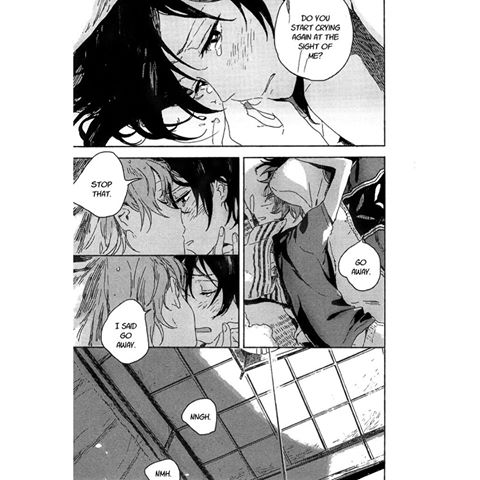 DO YOU
START CRYING
AGAIN AT THE
SIGHT OF
ME?
STOP
THAT.
GO
AWAY.
I SAID
GO
AWAY.
NNGH.
NMH.